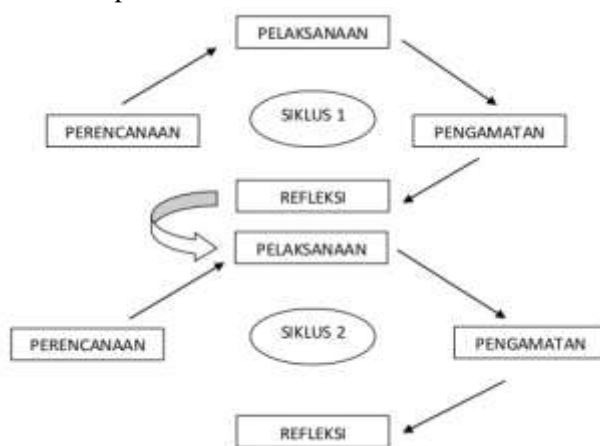 PELAKSANAAN
PERENCANAAN
SIKLUS 1
PENGAMATAN
REFLEKSI
PELAKSANAAN
PERENCANAAN
SIKLUS 2
PENGAMATAN
REFLEKSI